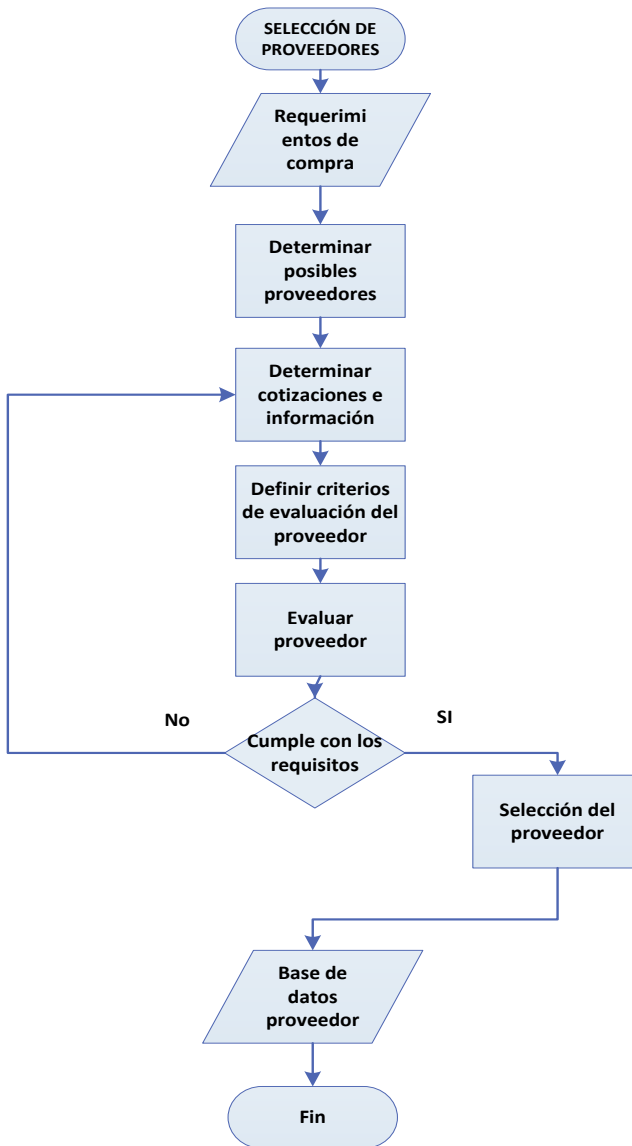 SELECCIÓN DE
PROVEEDORES
Requerimi
entos de
compra
Determinar
posibles
proveedores
Determinar
cotizaciones e
información
Definir criterios
de evaluación del
proveedor
Evaluar
proveedor
No
SI
Cumple con los
requisitos
Selección del
proveedor
Base de
datos
proveedor
Fin